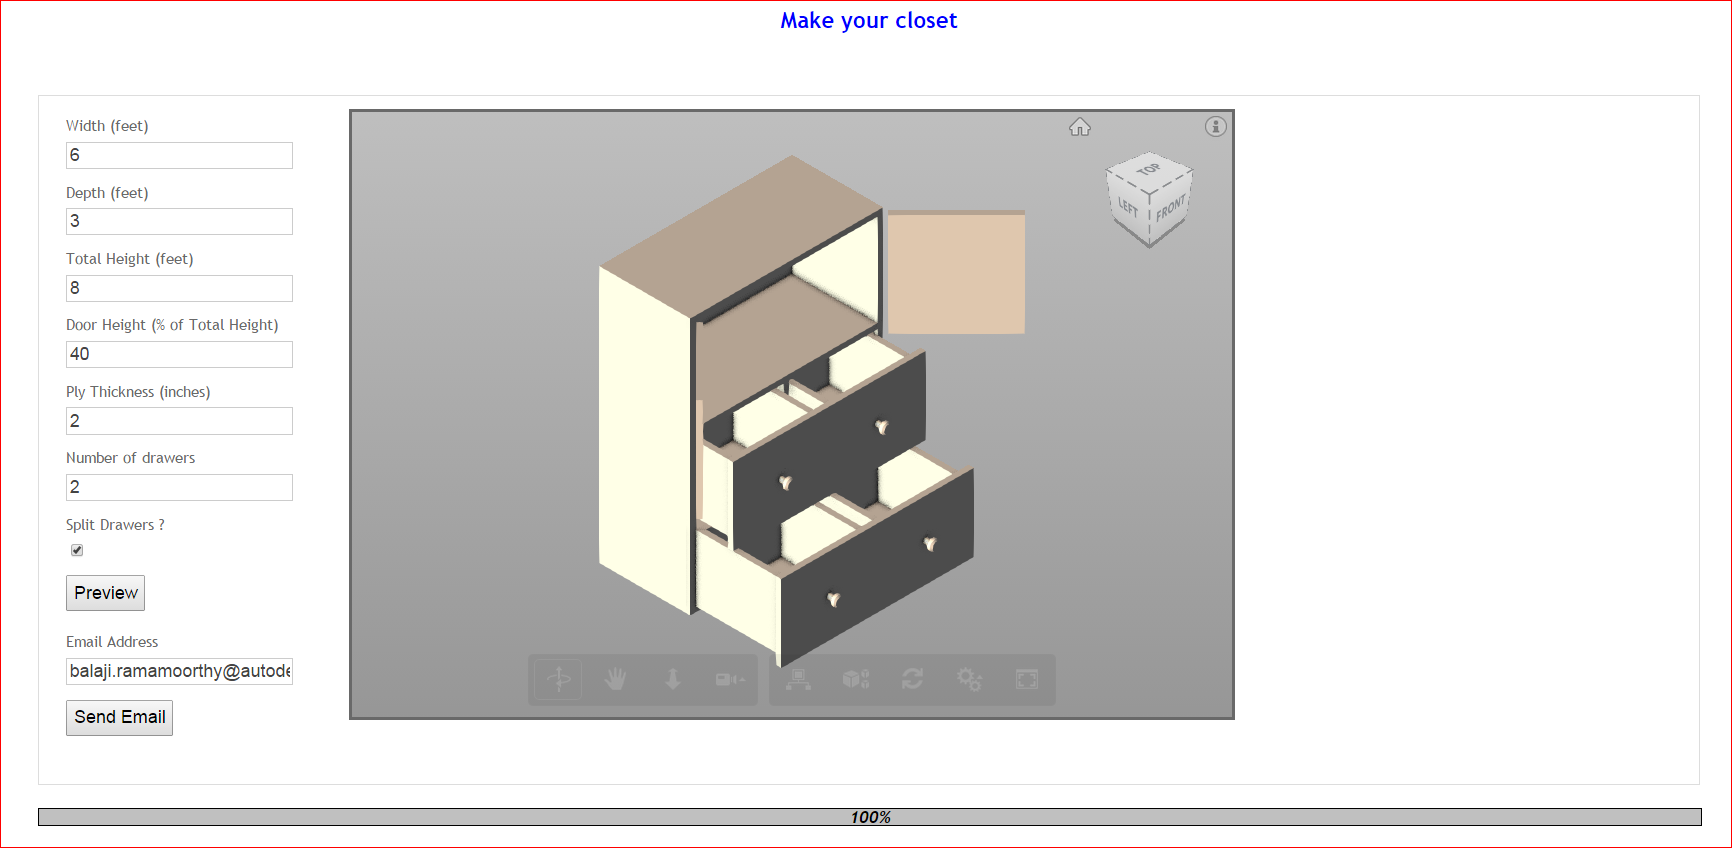 Make your closet
Width (feet)
6
Depth (feet)
3
Total Height (feet)
8
Door Height (% of Total Height)
40
Ply Thickness (inches)
2
Number of drawers
2
Split Drawers ?
Preview
Email Address
balaji.ramamoorthy@autode
Send Email
TOP
LEFT
FRONT
100%